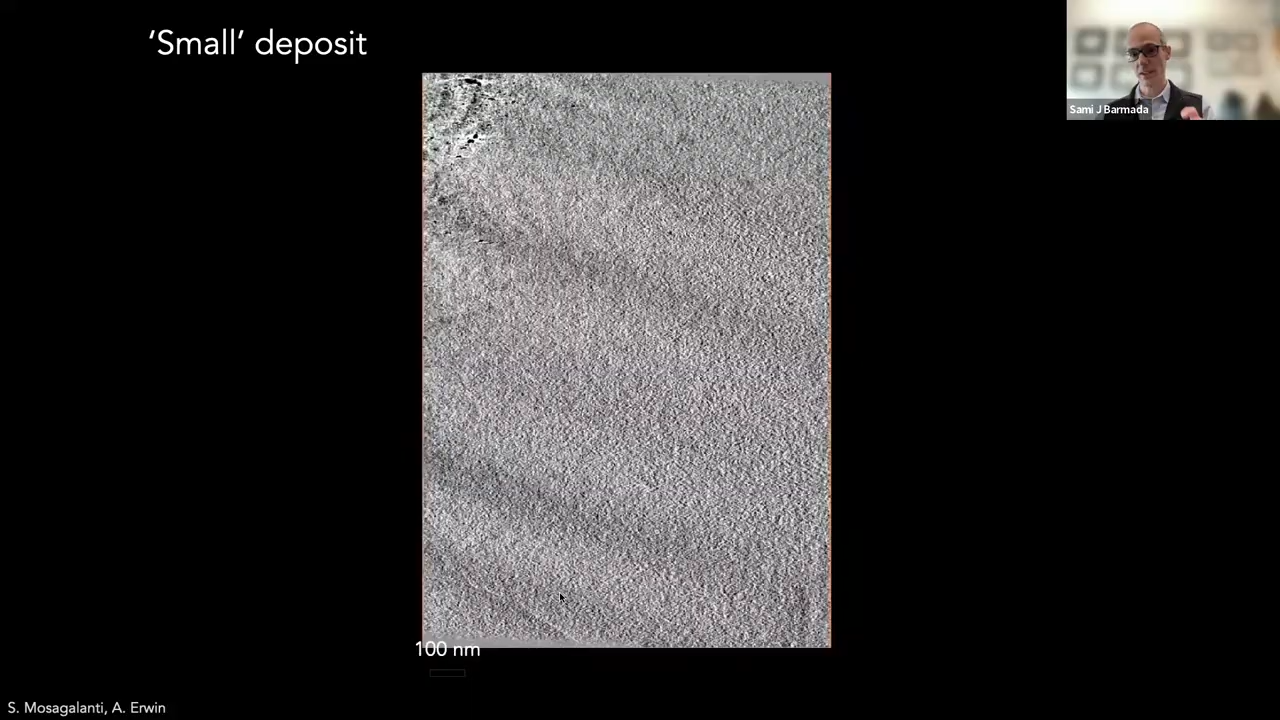 ‘Small’ deposit
Sami J Barmada
100 nm
S. Mosagalanti, A. Erwin